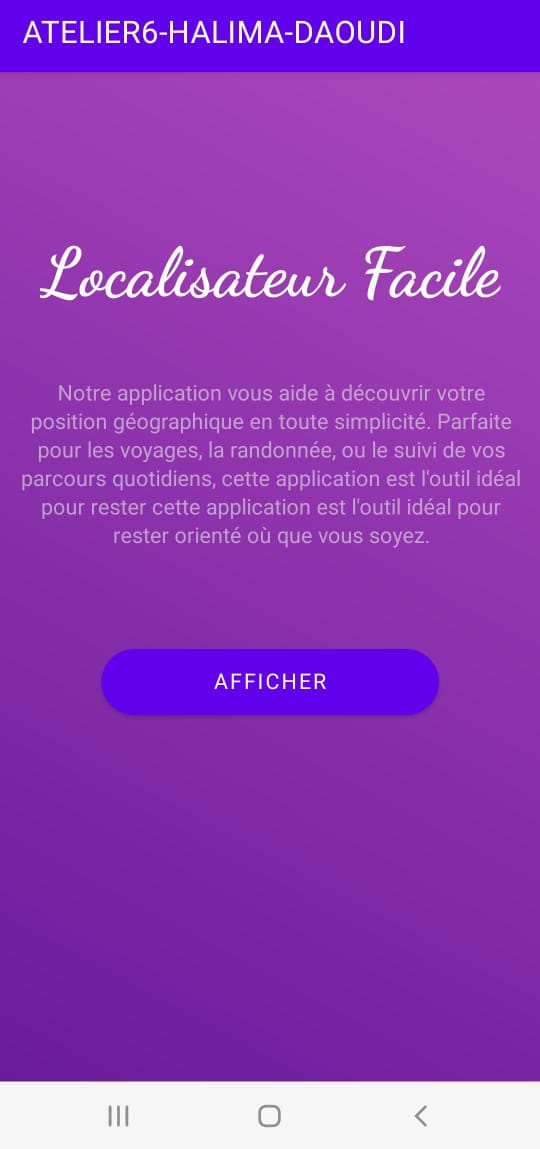 ATELIER6-HALIMA-DAOUDI
Localisateur Facile
Notre application vous aide à découvrir votre
position géographique en toute simplicité. Parfaite
pour les voyages, la randonnée, ou le suivi de vos
parcours quotidiens, cette application est l'outil idéal
pour rester cette application est l'outil idéal pour
rester orienté où que vous soyez.
AFFICHER